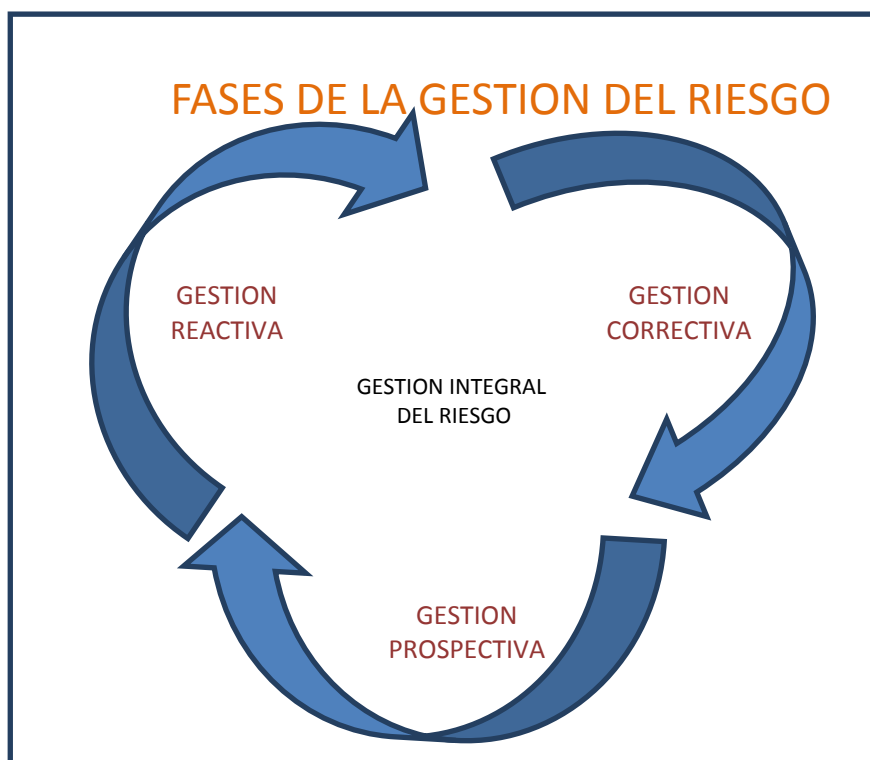 FASES DE LA GESTION DEL RIESGO
GESTION
REACTIVA
GESTION
CORRECTIVA
GESTION INTEGRAL
DEL RIESGO
GESTION
PROSPECTIVA